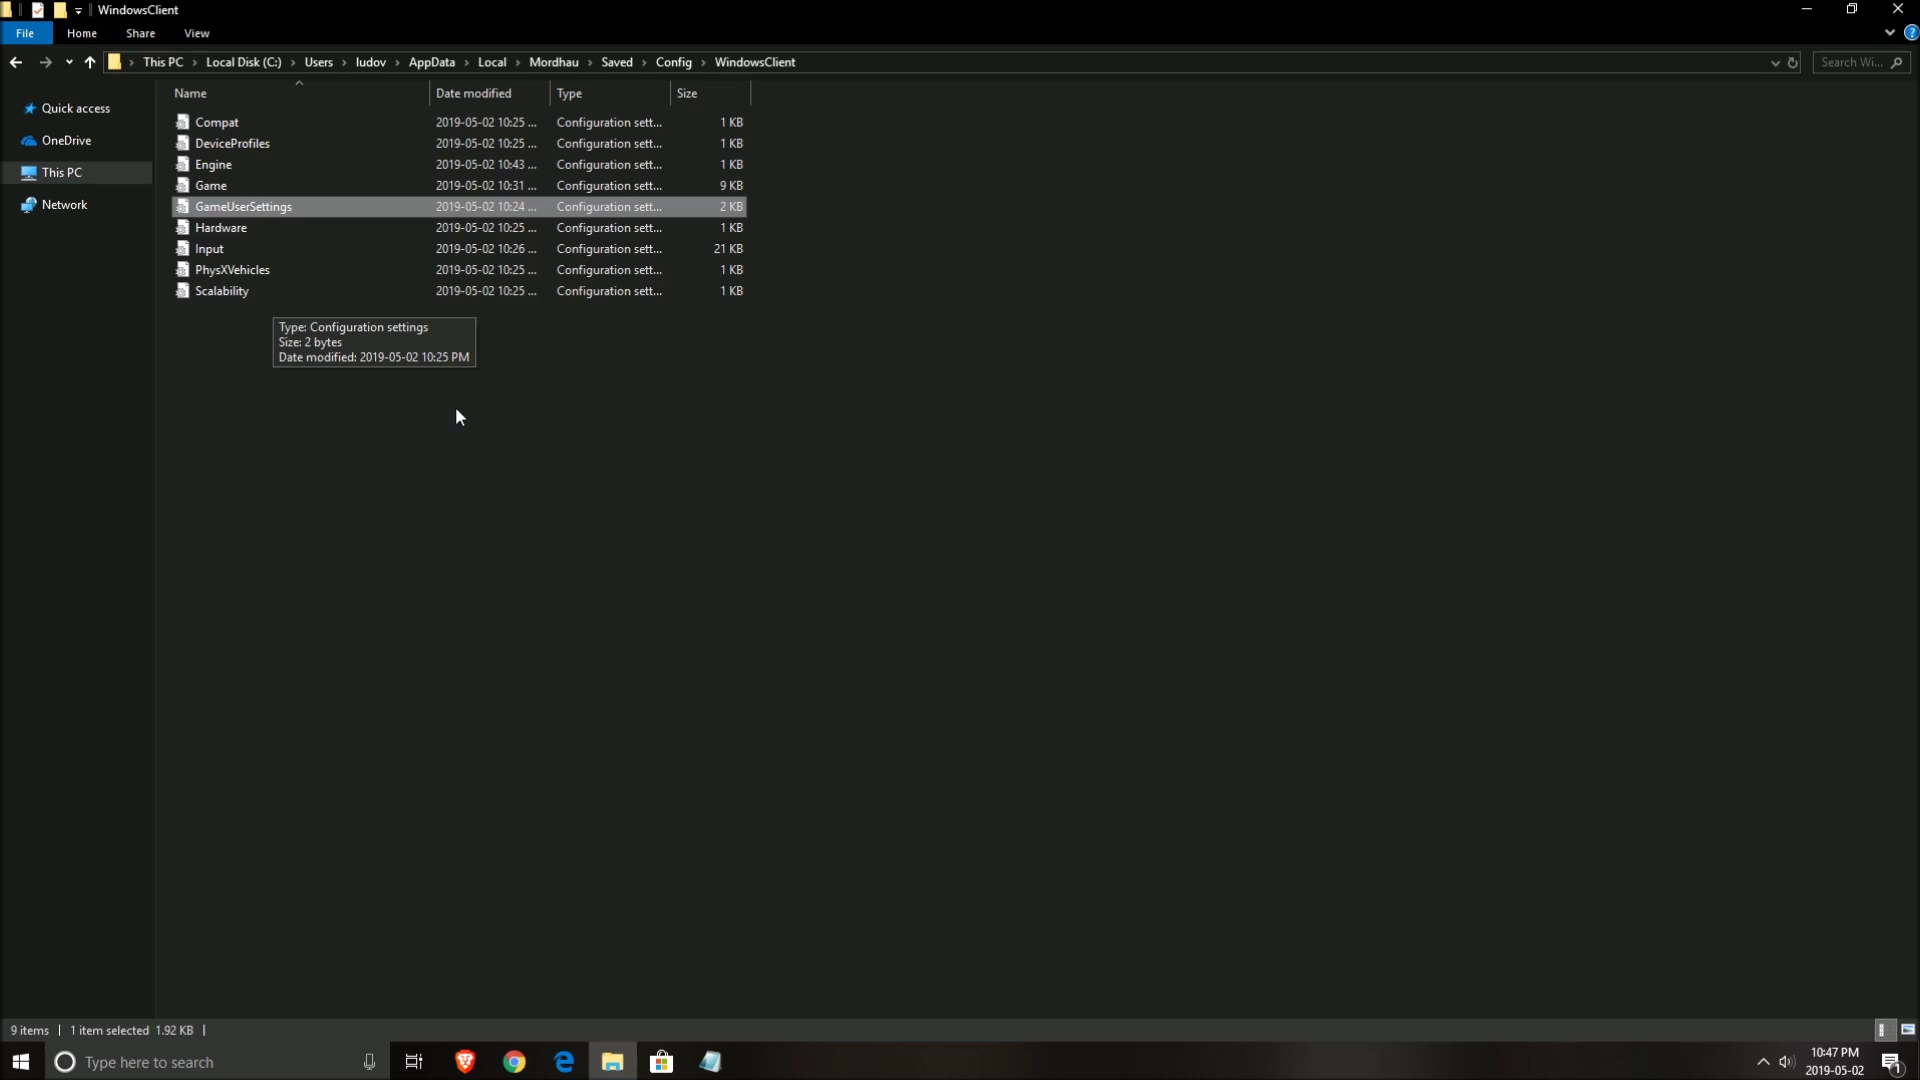 WindowsClient
File Home Share View
This PC Local Disk (C:) Users ludov AppData Local Mordhau Saved Config WindowsClient
Search Wi...
Name Date modified Type Size
Quick access
OneDrive
This PC
Network
Compat 2019-05-02 10:25 ... Configuration sett... 1 KB
DeviceProfiles 2019-05-02 10:25 ... Configuration sett... 1 KB
Engine 2019-05-02 10:43 ... Configuration sett... 1 KB
Game 2019-05-02 10:31 ... Configuration sett... 9 KB
GameUserSettings 2019-05-02 10:24 ... Configuration sett... 2 KB
Hardware 2019-05-02 10:25 ... Configuration sett... 1 KB
Input 2019-05-02 10:26 ... Configuration sett... 21 KB
PhysXVehicles 2019-05-02 10:25 ... Configuration sett... 1 KB
Scalability 2019-05-02 10:25 ... Configuration sett... 1 KB
Type: Configuration settings
Size: 2 bytes
Date modified: 2019-05-02 10:25 PM
9 items 1 item selected 1.92 KB
Type here to search
10:47 PM
2019-05-02
1